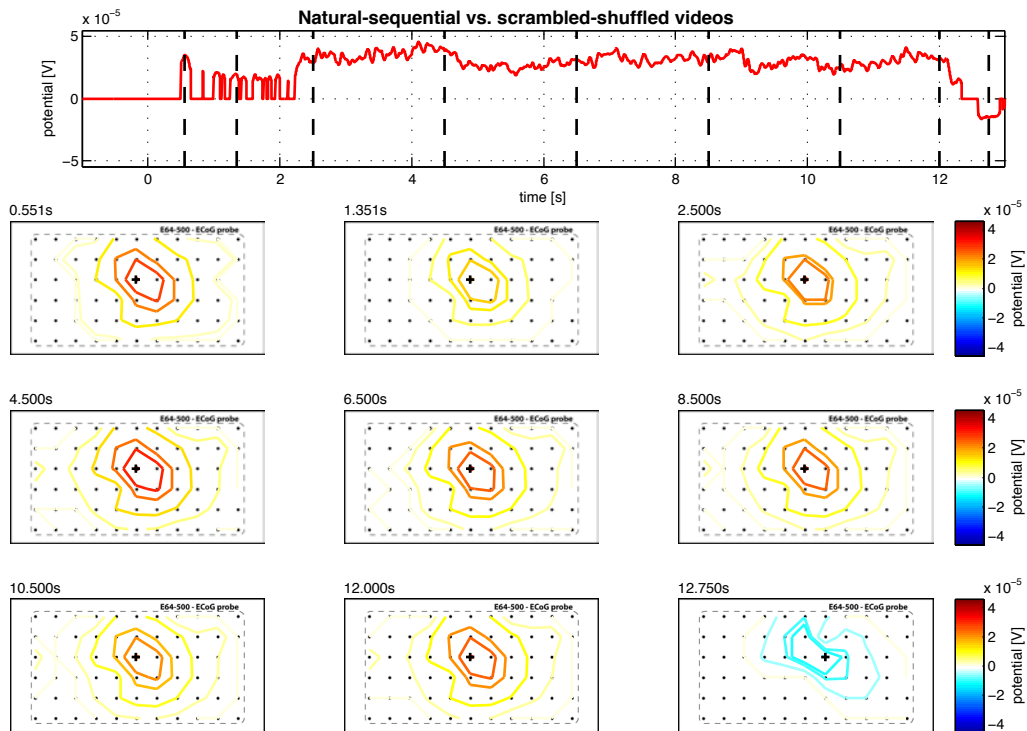 Natural-sequential vs. scrambled-shuffled videos
x 10⁻⁵
5
0
−5
potential [V]
0 2 4 6 8 10 12
time [s]
0.551s 1.351s 2.500s
E64-500 - ECoG probe E64-500 - ECoG probe E64-500 - ECoG probe
x 10⁻⁵
4
2
0
−2
−4
potential [V]
4.500s 6.500s 8.500s
E64-500 - ECoG probe E64-500 - ECoG probe E64-500 - ECoG probe
x 10⁻⁵
4
2
0
−2
−4
potential [V]
10.500s 12.000s 12.750s
E64-500 - ECoG probe E64-500 - ECoG probe E64-500 - ECoG probe
x 10⁻⁵
4
2
0
−2
−4
potential [V]